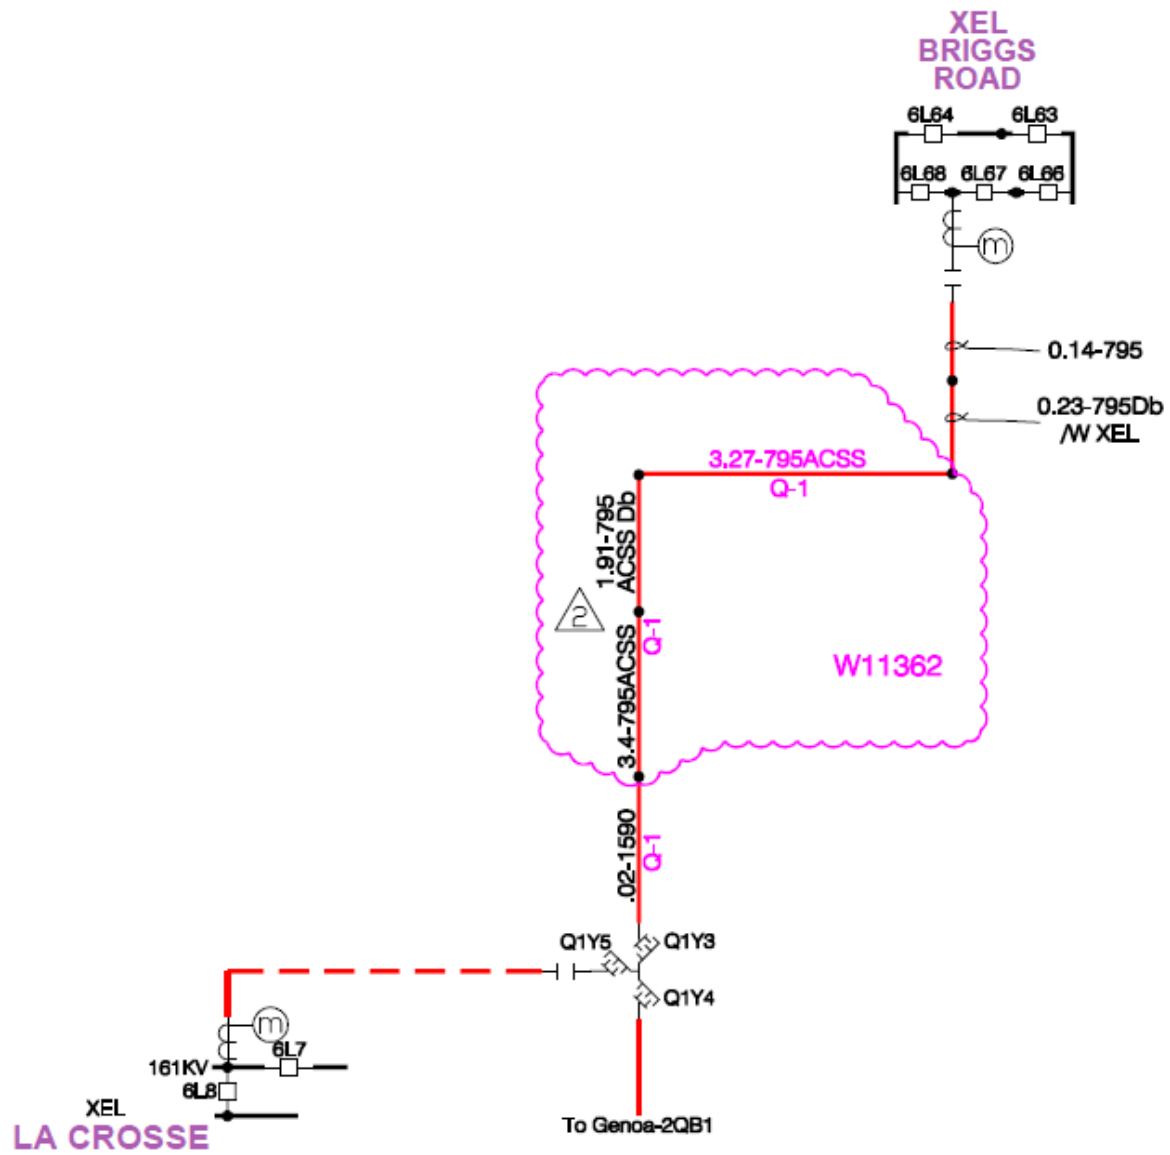 XEL
BRIGGS
ROAD
6L64
6L63
6L68
6L67
6L66
m
0.14-795
0.23-795Db
/W XEL
3.27-795ACSS
Q-1
1.91-795
ACSS Db
2
Q-1
3.4-795ACSS
W11362
.02-1590
Q-1
Q1Y5
Q1Y3
Q1Y4
m
6L7
161KV
6L8
XEL
LA CROSSE
To Genoa-2QB1